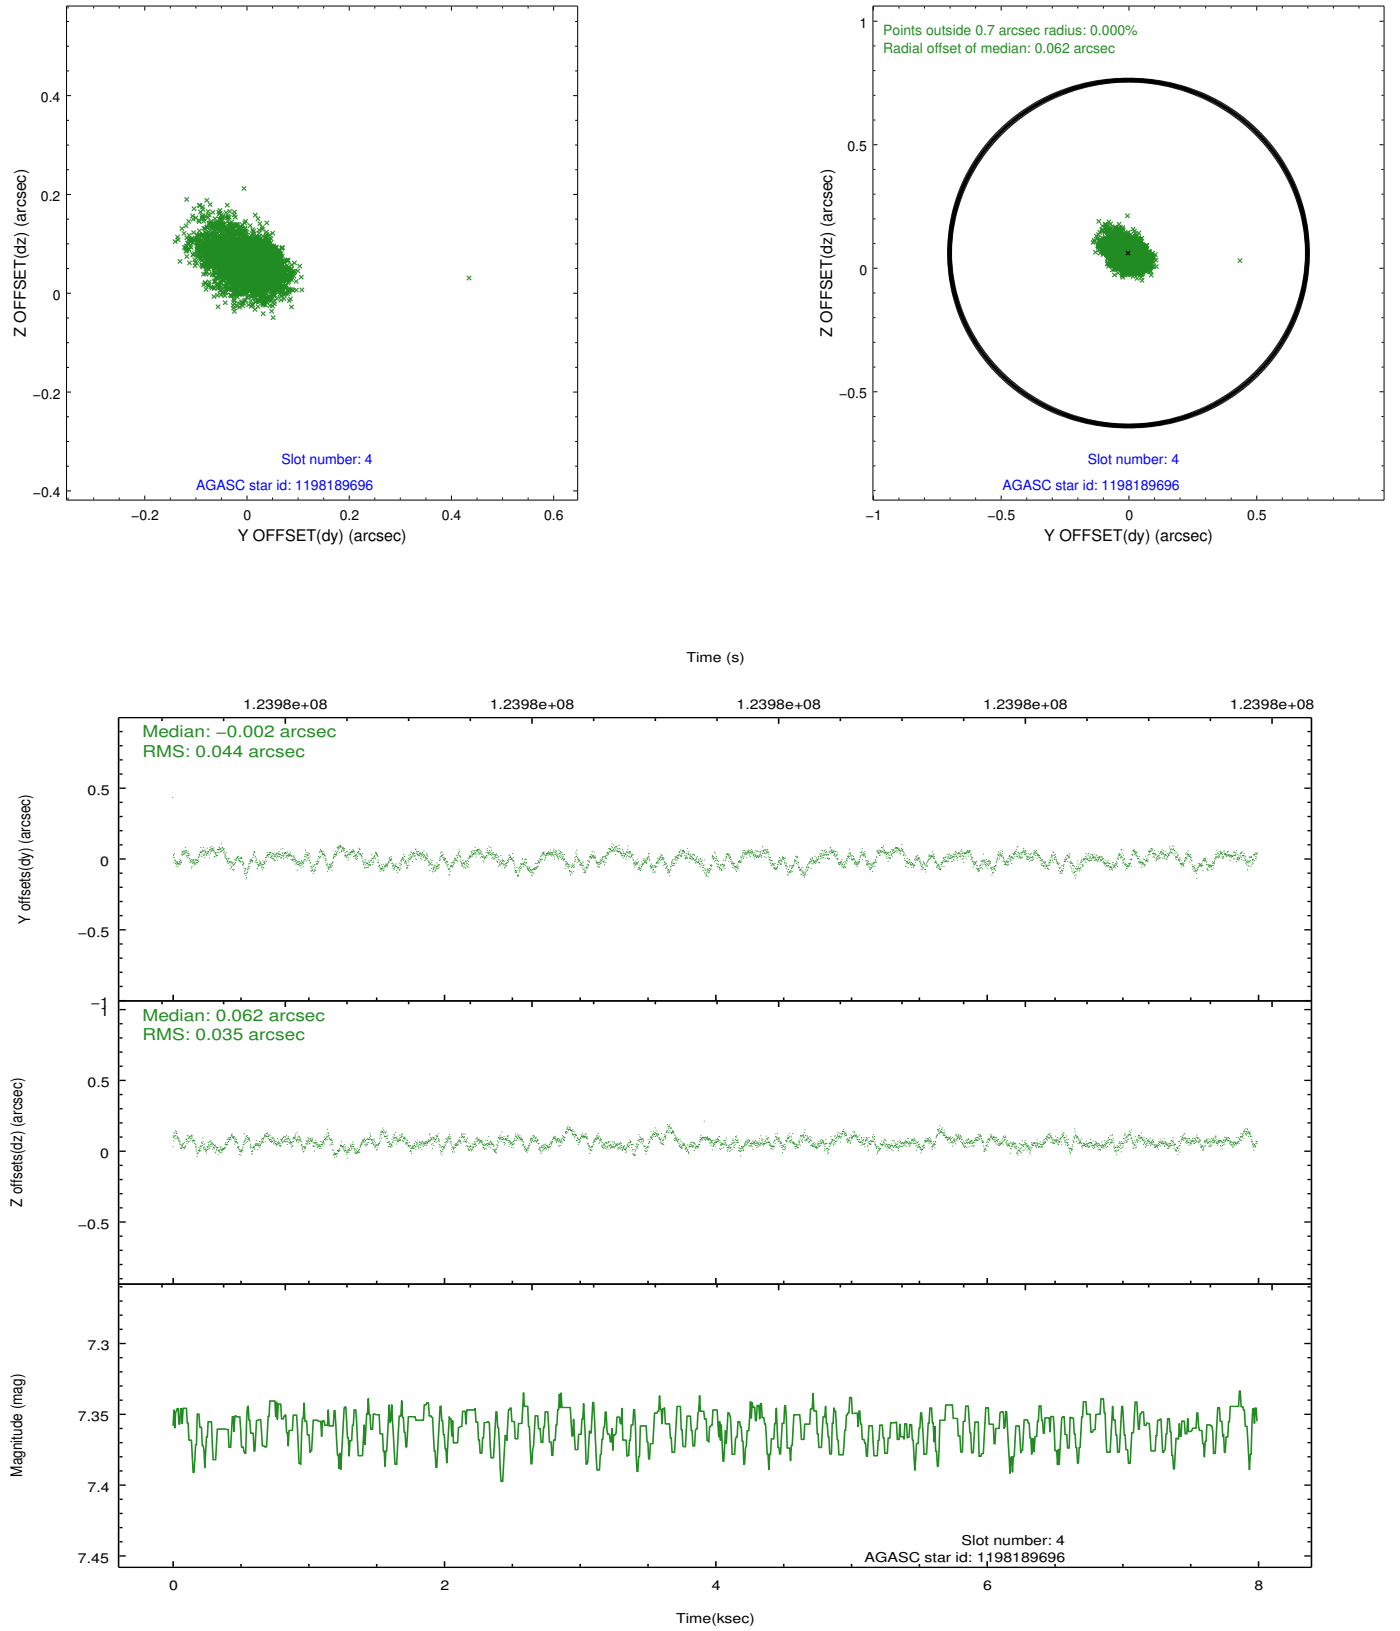 0.4
0.2
0
−0.2
−0.4
Z OFFSET(dz) (arcsec)
Slot number: 4
AGASC star id: 1198189696
−0.2 0 0.2 0.4 0.6
Y OFFSET(dy) (arcsec)
Points outside 0.7 arcsec radius: 0.000%
Radial offset of median: 0.062 arcsec
1
0.5
0
−0.5
Z OFFSET(dz) (arcsec)
Slot number: 4
AGASC star id: 1198189696
−1 −0.5 0 0.5
Y OFFSET(dy) (arcsec)
Time (s)
1.2398e+08 1.2398e+08 1.2398e+08 1.2398e+08 1.2398e+08
Median: −0.002 arcsec
RMS: 0.044 arcsec
0.5
0
−0.5
−1
Y offsets(dy) (arcsec)
Median: 0.062 arcsec
RMS: 0.035 arcsec
1
0.5
0
−0.5
Z offsets(dz) (arcsec)
7.3
7.35
7.4
7.45
Magnitude (mag)
Slot number: 4
AGASC star id: 1198189696
0 2 4 6 8
Time(ksec)